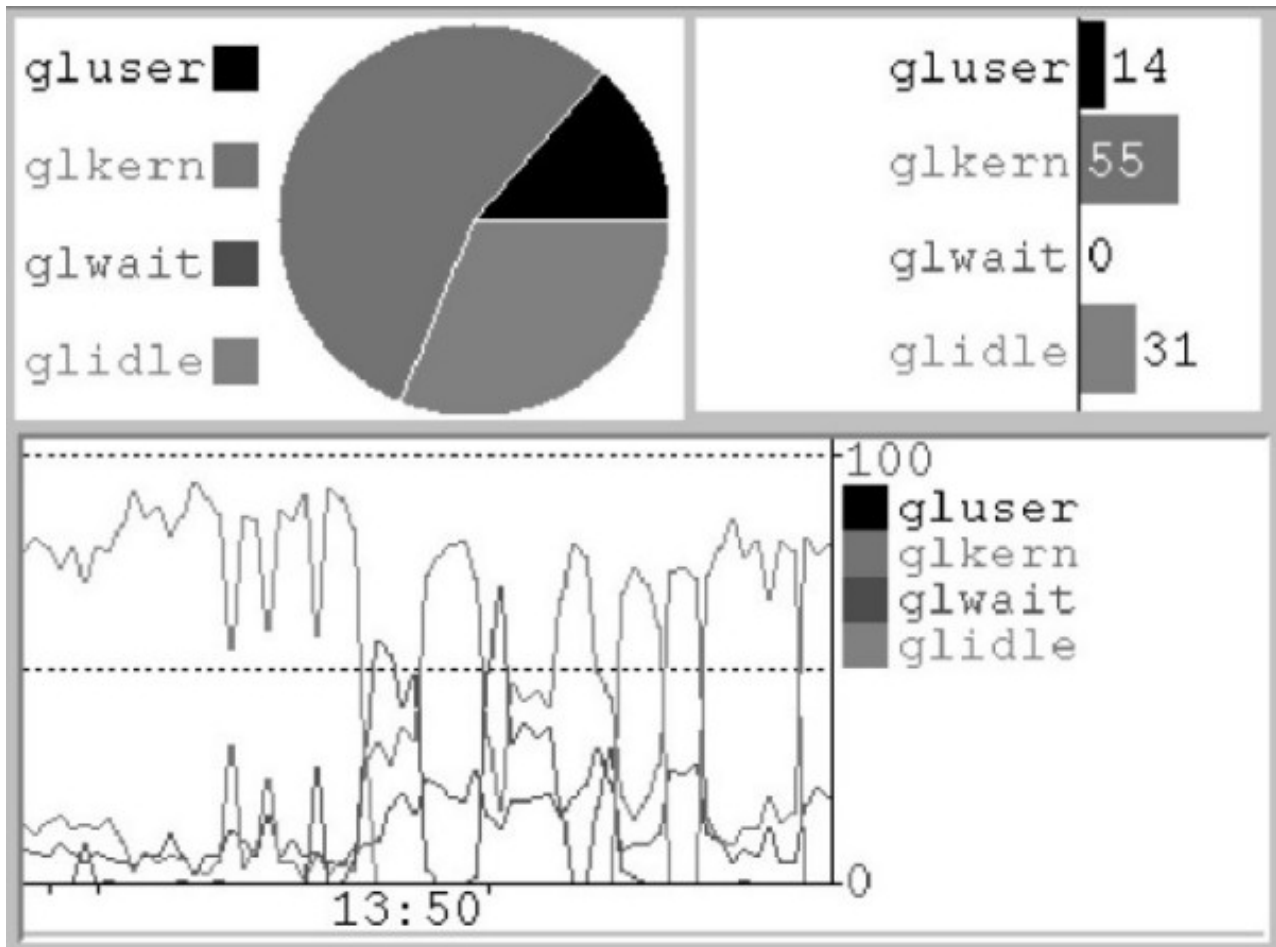 gluser
glkern
glwait
glidle
gluser 14
glkern 55
glwait 0
glidle 31
100
gluser
glkern
glwait
glidle
0
13:50